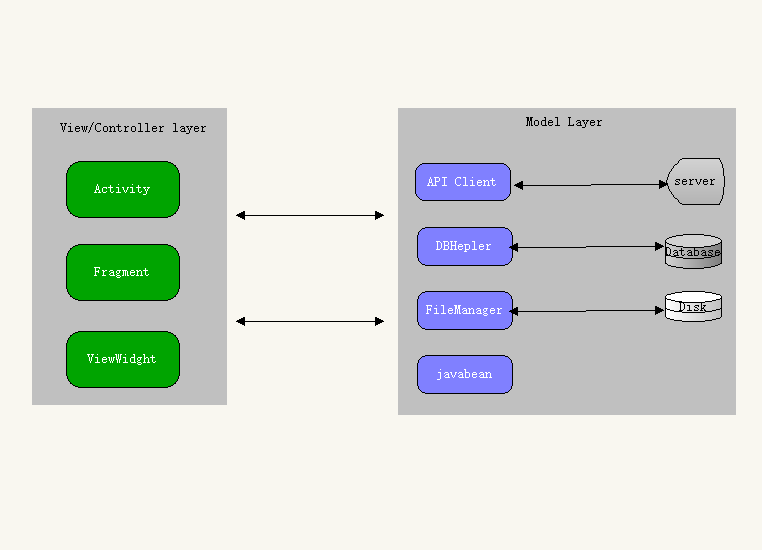 View/Controller layer
Activity
Fragment
ViewWidght
Model Layer
API Client
server
DBHepler
Database
FileManager
Disk
javabean